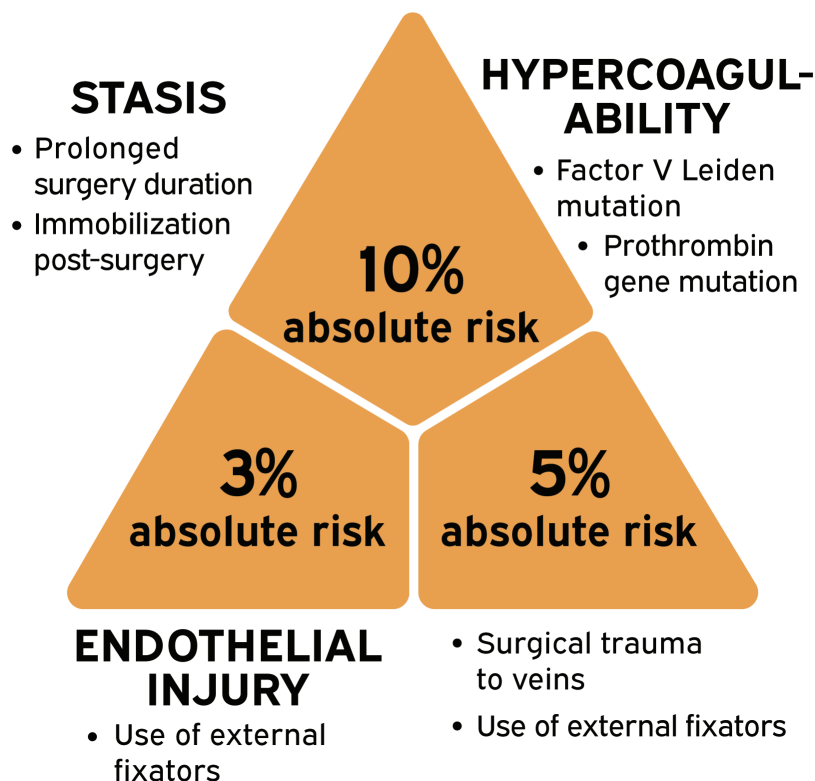 STASIS
• Prolonged
surgery duration
• Immobilization
post-surgery
HYPERCOAGUL-
ABILITY
• Factor V Leiden
mutation
• Prothrombin
gene mutation
10%
absolute risk
3%
absolute risk
5%
absolute risk
ENDOTHELIAL
INJURY
• Use of external
fixators
• Surgical trauma
to veins
• Use of external fixators